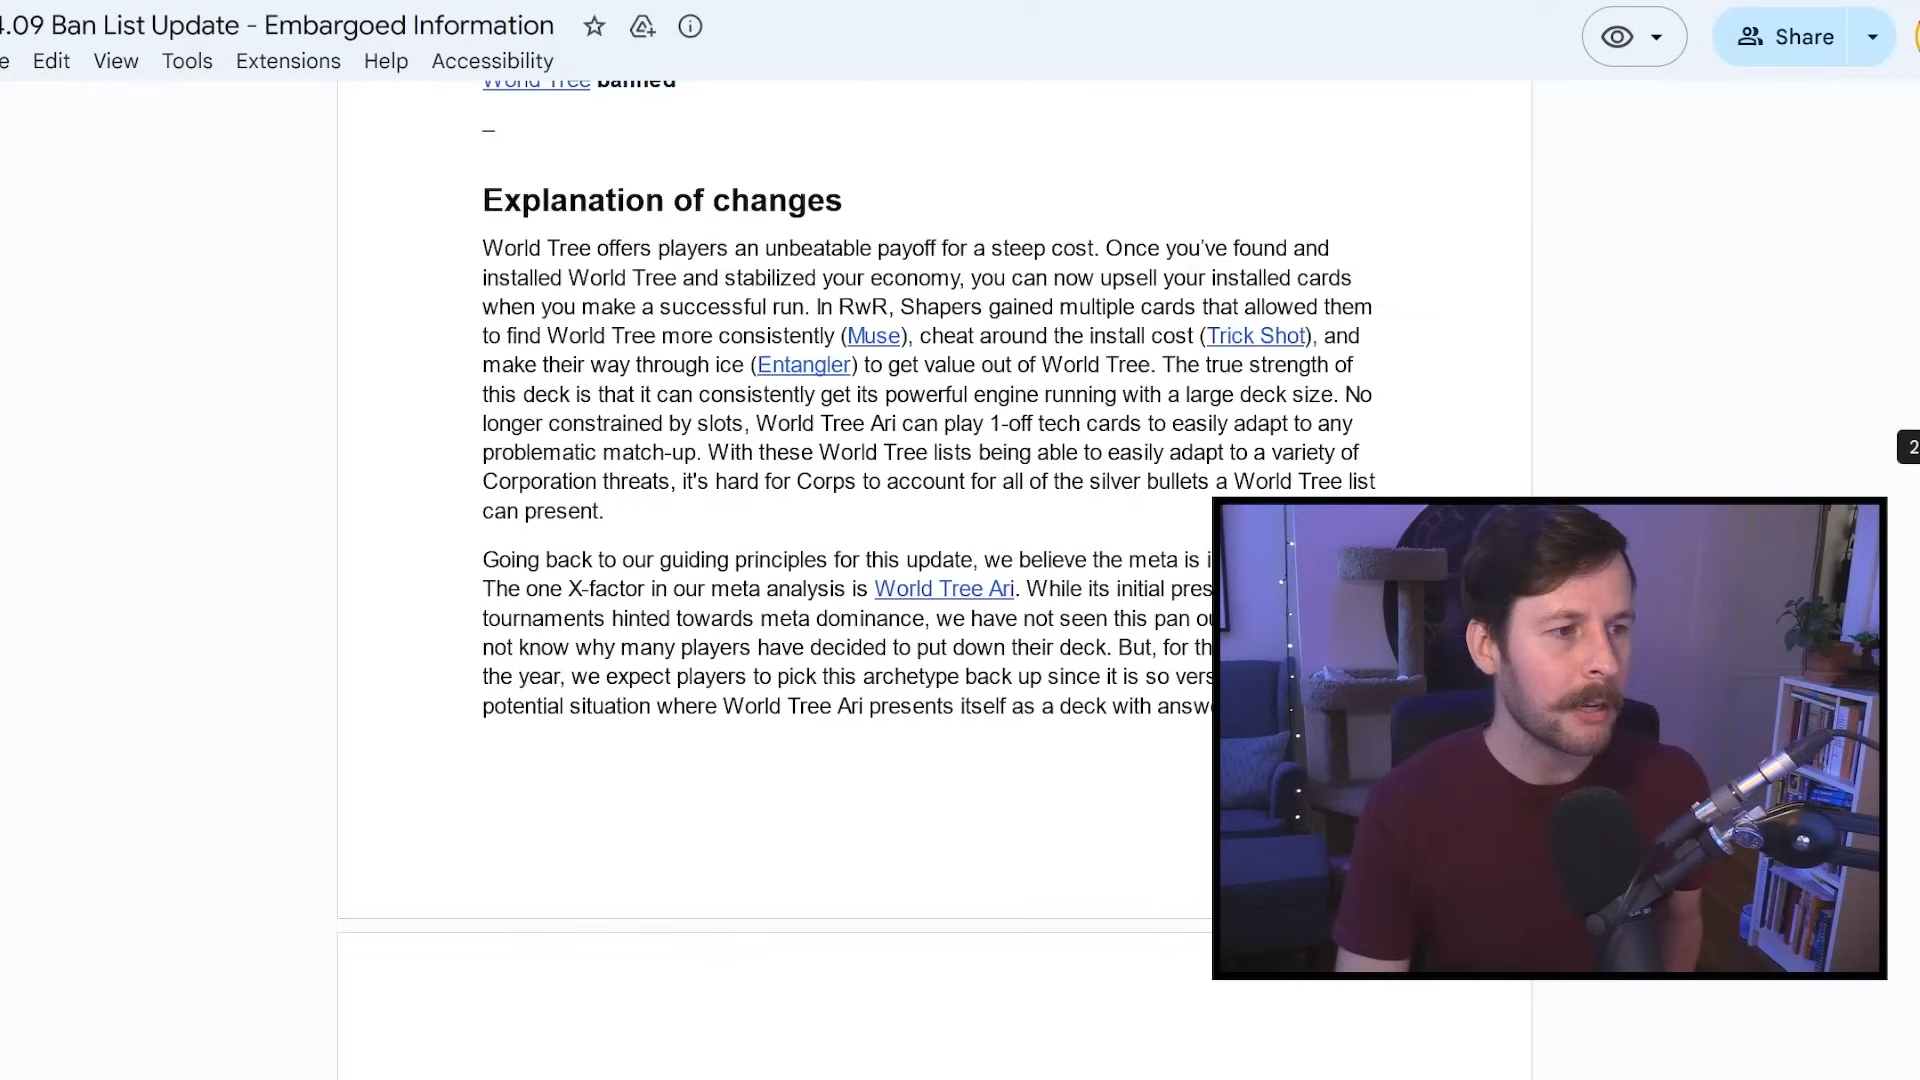 4.09 Ban List Update - Embargoed Information
Share
Edit View Tools Extensions Help Accessibility
World Tree banned
–
Explanation of changes
World Tree offers players an unbeatable payoff for a steep cost. Once you've found and
installed World Tree and stabilized your economy, you can now upsell your installed cards
when you make a successful run. In RwR, Shapers gained multiple cards that allowed them
to find World Tree more consistently (Muse), cheat around the install cost (Trick Shot), and
make their way through ice (Entangler) to get value out of World Tree. The true strength of
this deck is that it can consistently get its powerful engine running with a large deck size. No
longer constrained by slots, World Tree Ari can play 1-off tech cards to easily adapt to any
problematic match-up. With these World Tree lists being able to easily adapt to a variety of
Corporation threats, it's hard for Corps to account for all of the silver bullets a World Tree list
can present.
Going back to our guiding principles for this update, we believe the meta is
The one X-factor in our meta analysis is World Tree Ari. While its initial
tournaments hinted towards meta dominance, we have not seen this pan
not know why many players have decided to put down their deck. But, for
the year, we expect players to pick this archetype back up since it is so
potential situation where World Tree Ari presents itself as a deck with
2